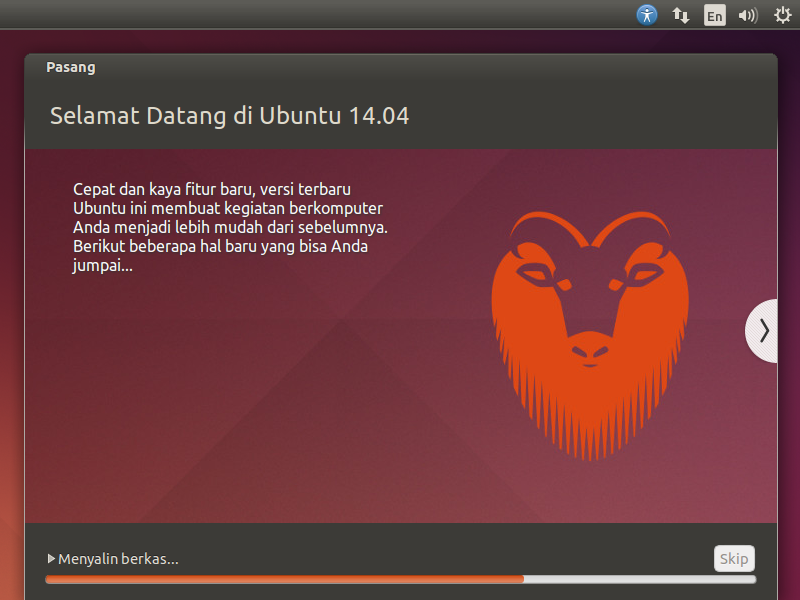 En
Pasang
Selamat Datang di Ubuntu 14.04
Cepat dan kaya fitur baru, versi terbaru
Ubuntu ini membuat kegiatan berkomputer
Anda menjadi lebih mudah dari sebelumnya.
Berikut beberapa hal baru yang bisa Anda
jumpai...
Menyalin berkas...
Skip